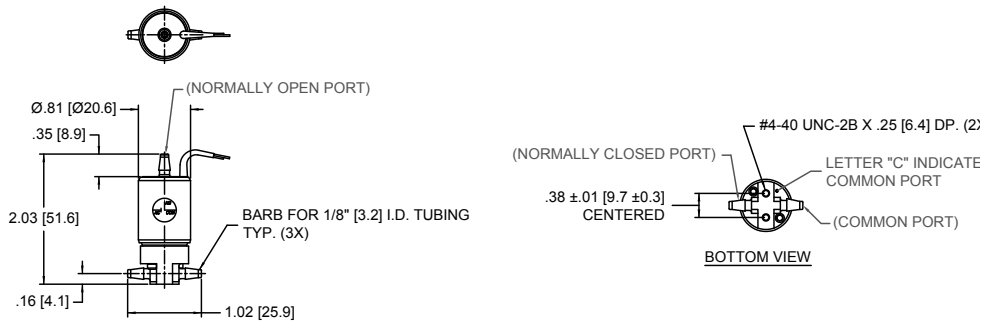 (NORMALLY OPEN PORT)
Ø.81 [Ø20.6]
.35 [8.9]
2.03 [51.6]
BARB FOR 1/8" [3.2] I.D. TUBING
TYP. (3X)
.16 [4.1]
1.02 [25.9]
#4-40 UNC-2B X .25 [6.4] DP. (2X
(NORMALLY CLOSED PORT)
LETTER "C" INDICATE
COMMON PORT
.38 ±.01 [9.7 ±0.3]
CENTERED
(COMMON PORT)
BOTTOM VIEW